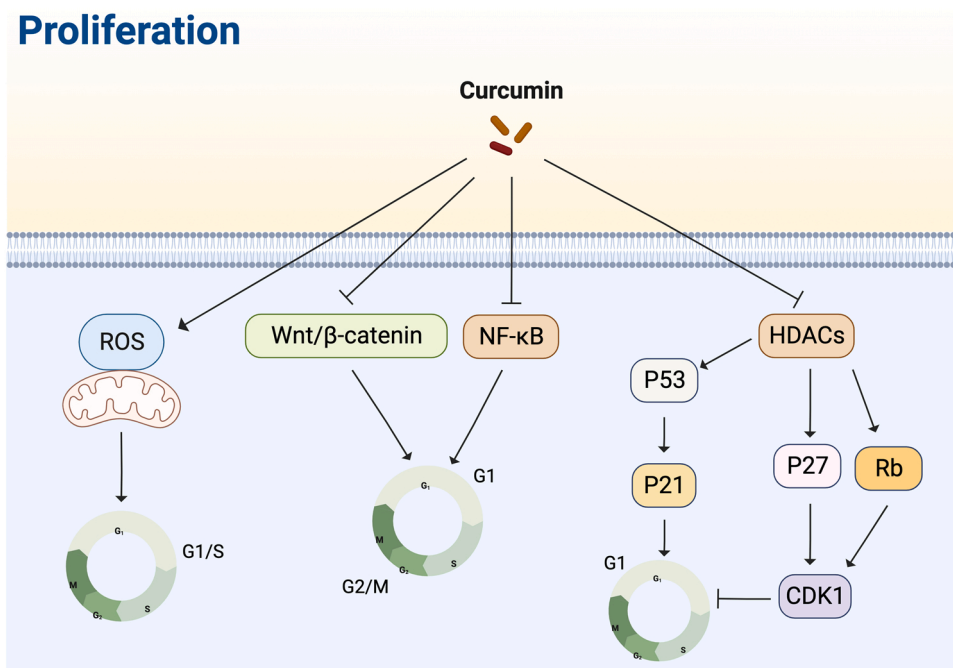 Proliferation
Curcumin
ROS
Wnt/β-catenin
NF-κB
HDACs
P53
P27
Rb
P21
G1
G₁
S
G₂
M
G2/M
G1/S
G₁
S
G₂
M
G1
G₁
S
G₂
M
CDK1